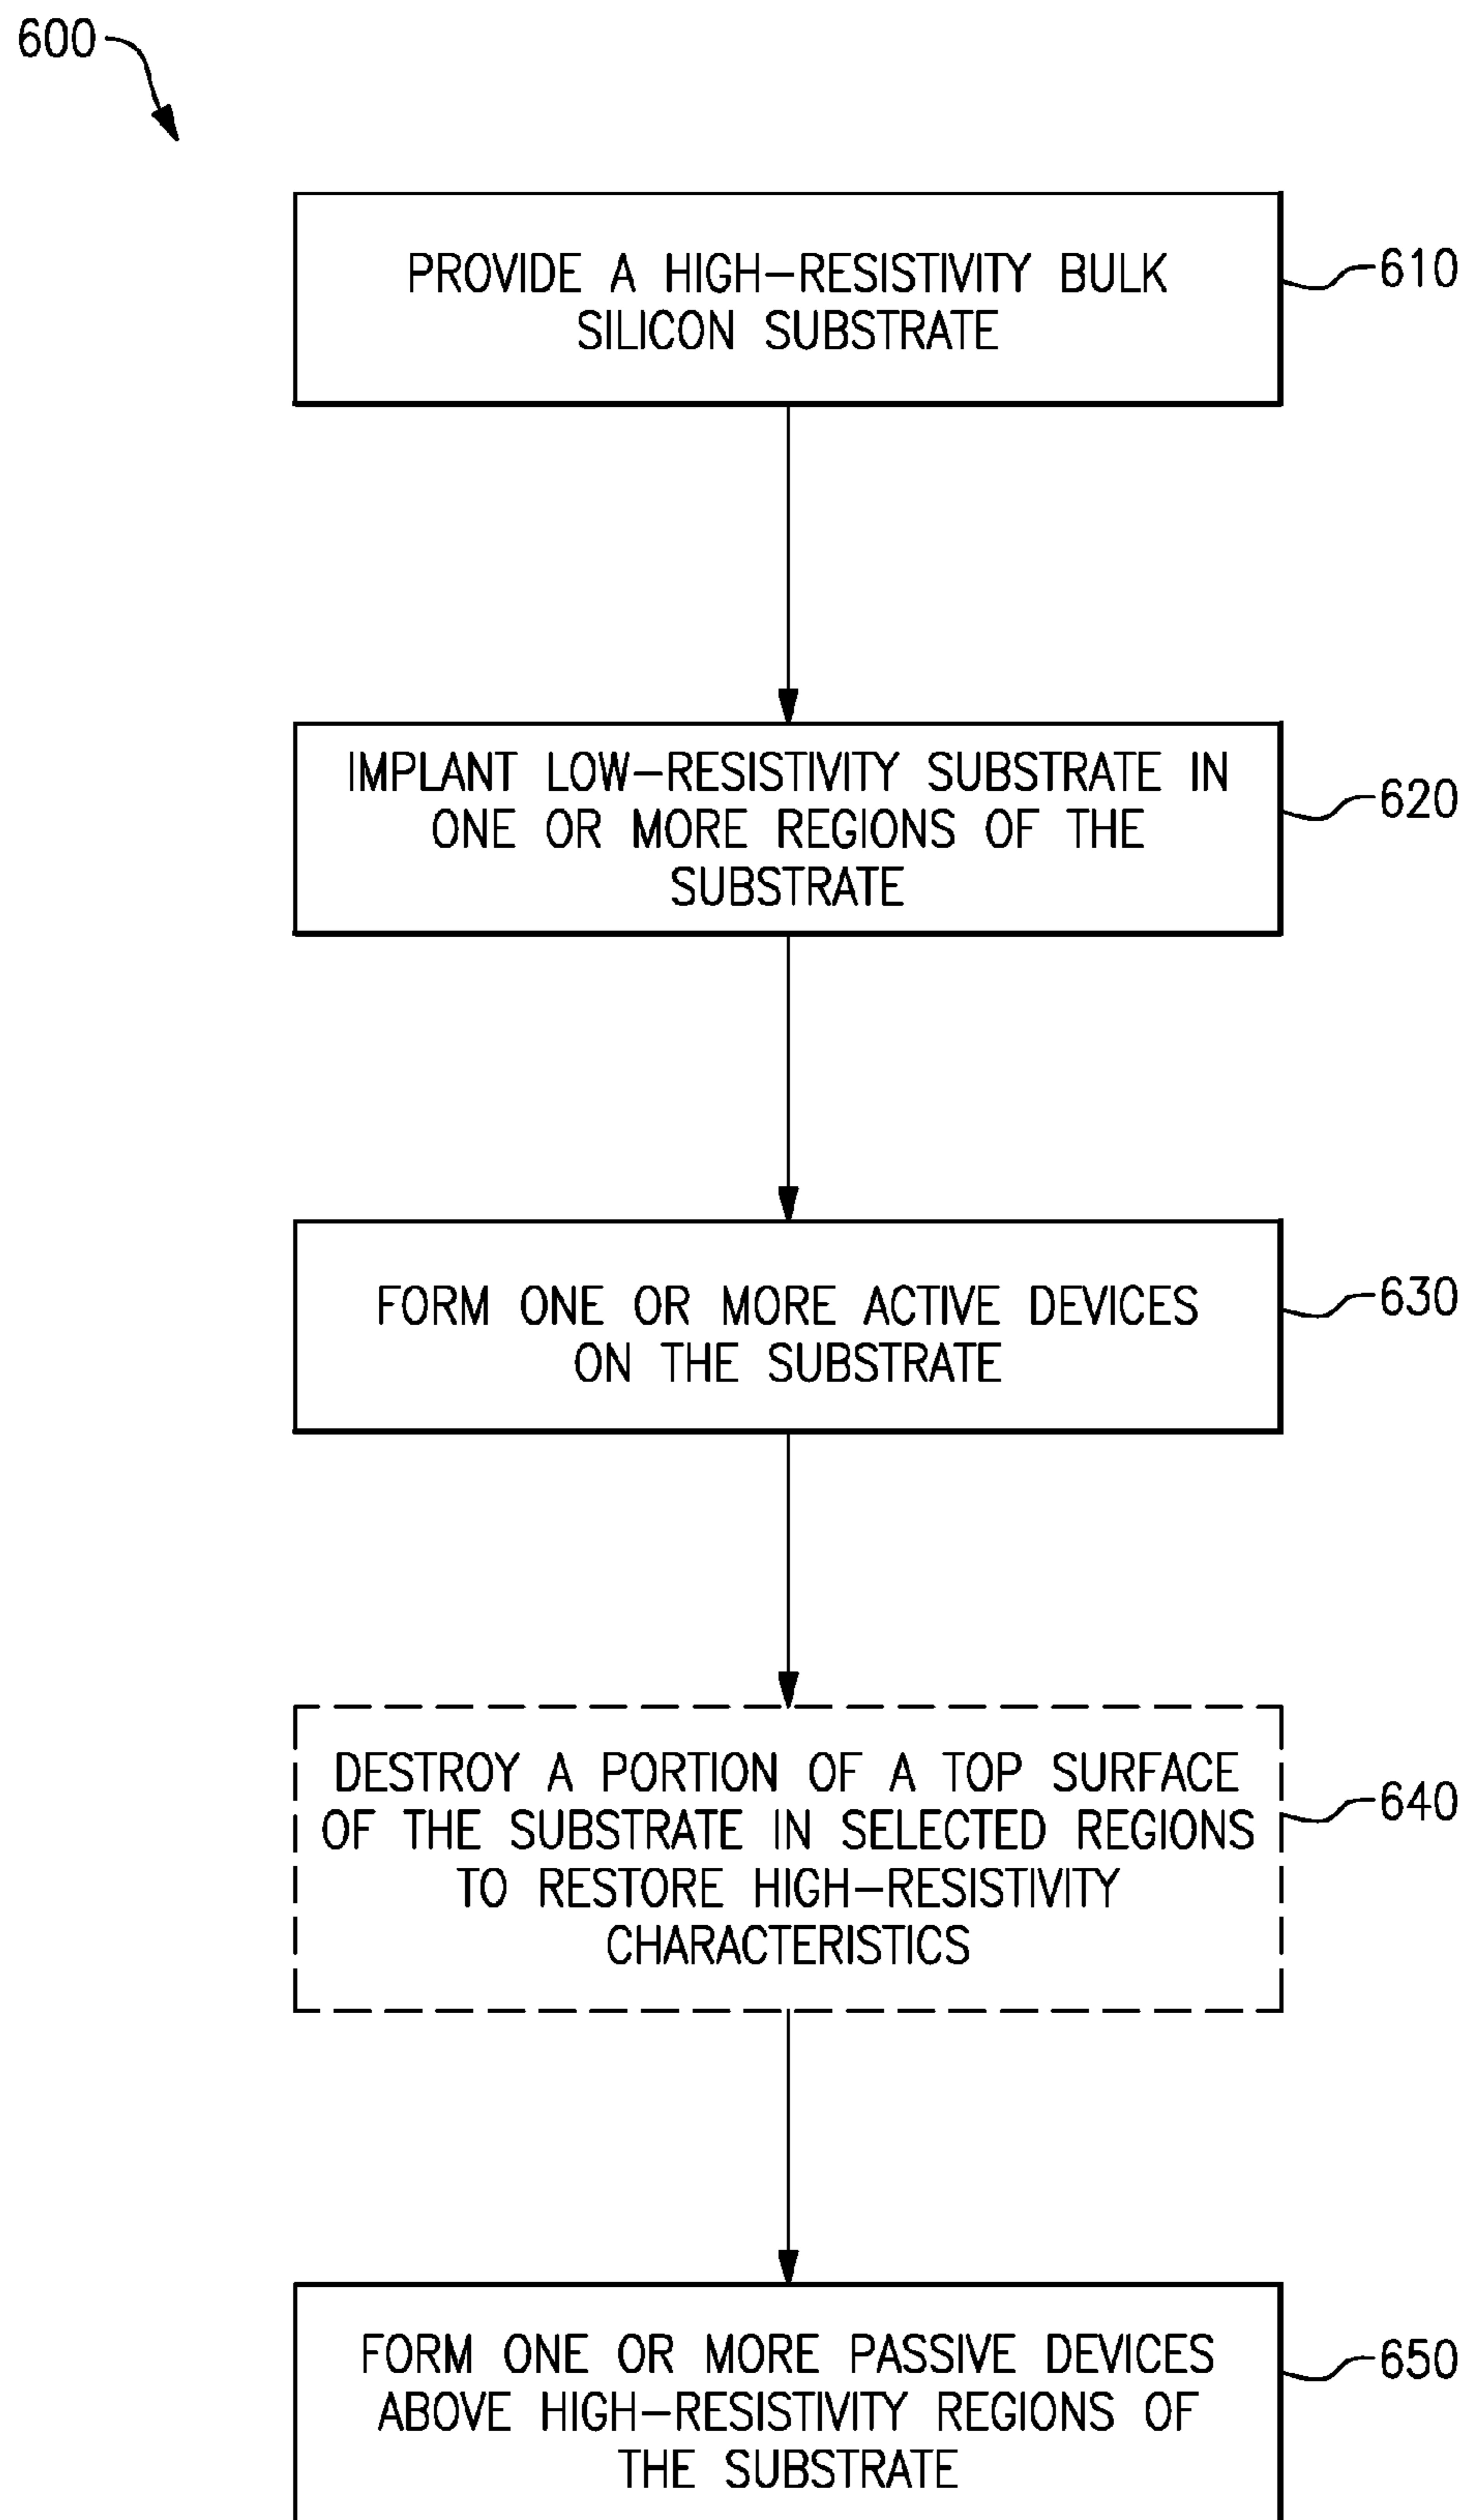 600
PROVIDE A HIGH-RESISTIVITY BULK
SILICON SUBSTRATE
610
IMPLANT LOW-RESISTIVITY SUBSTRATE IN
ONE OR MORE REGIONS OF THE
SUBSTRATE
620
FORM ONE OR MORE ACTIVE DEVICES
ON THE SUBSTRATE
630
DESTROY A PORTION OF A TOP SURFACE
OF THE SUBSTRATE IN SELECTED REGIONS
TO RESTORE HIGH-RESISTIVITY
CHARACTERISTICS
640
FORM ONE OR MORE PASSIVE DEVICES
ABOVE HIGH-RESISTIVITY REGIONS OF
THE SUBSTRATE
650